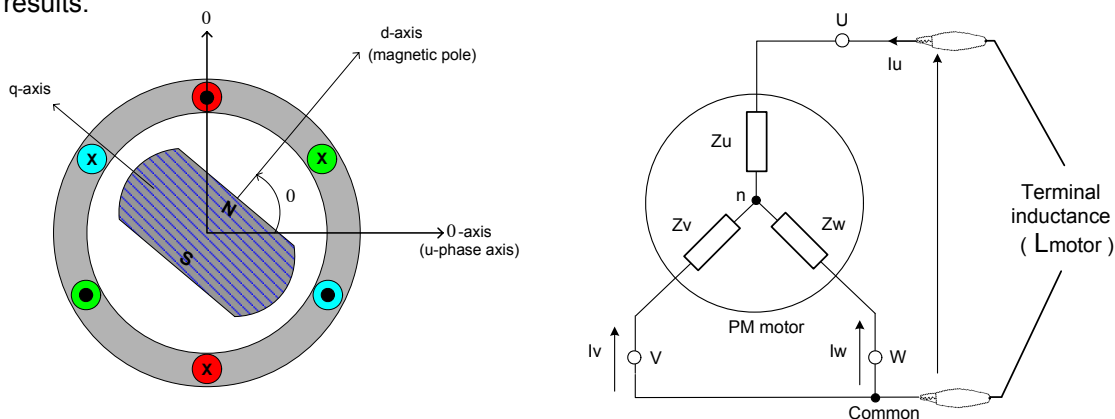 results.
0
d-axis
(magnetic pole)
q-axis
X
X
N
0
S
0 -axis
(u-phase axis)
X
U
Iu
Zu
n
Zv
Zw
PM motor
Iv
V
Iw
W
Common
Terminal
inductance
( Lmotor )